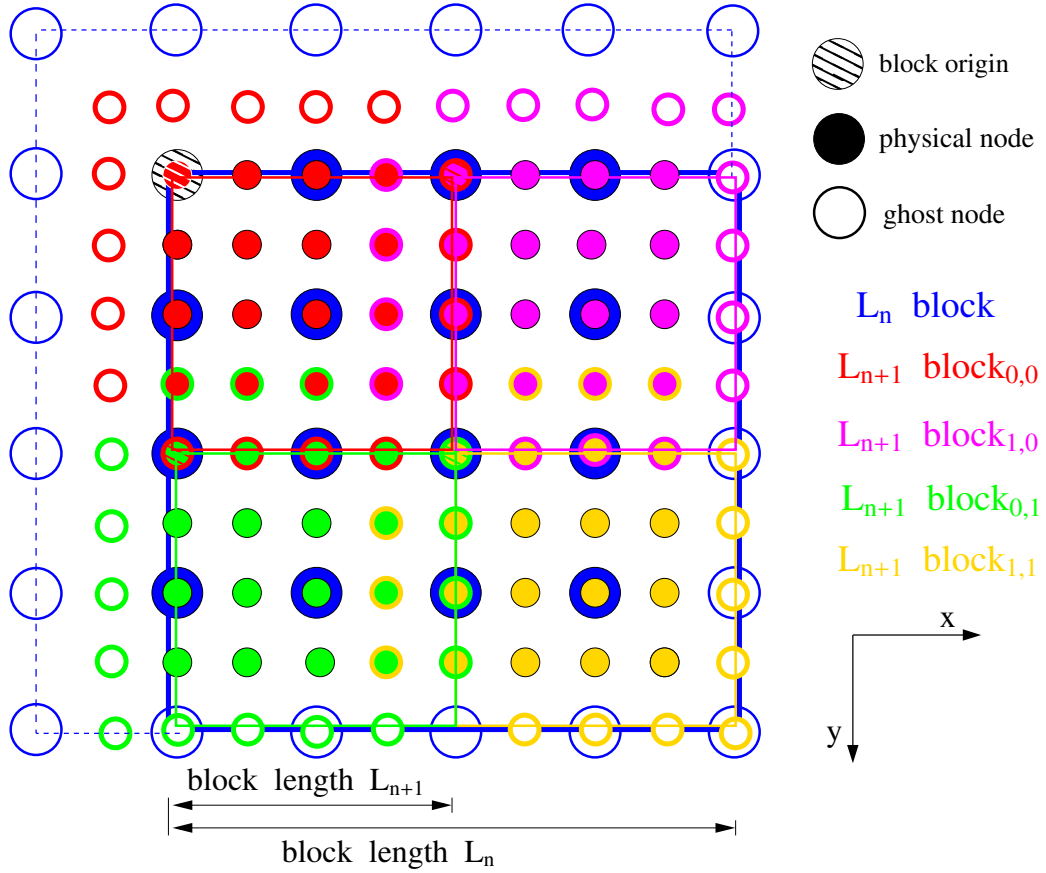 block origin
physical node
ghost node
Lₙ block
Lₙ₊₁ block₀,₀
Lₙ₊₁ block₁,₀
Lₙ₊₁ block₀,₁
Lₙ₊₁ block₁,₁
x
y
block length Lₙ₊₁
block length Lₙ